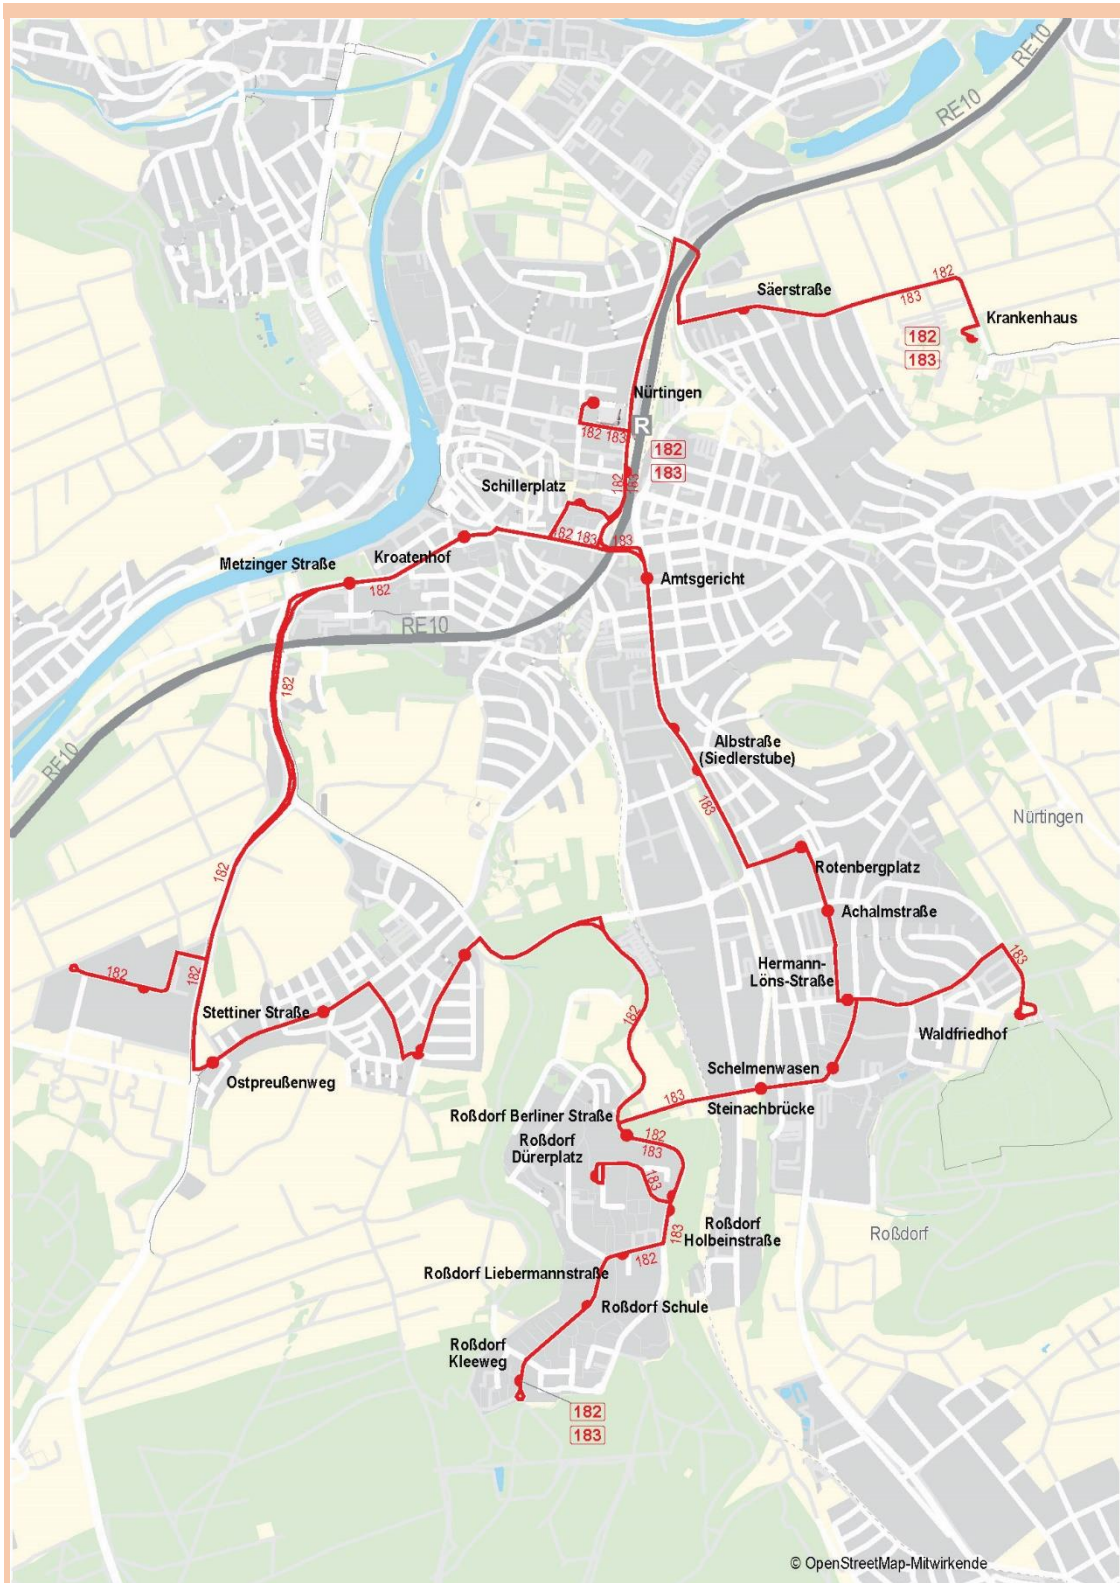 RE10
RE10
182
Säerstraße
183
Krankenhaus
182
183
Nürtingen
R
182 183
182
183
182
183
Schillerplatz
182 183
183
Kroatenhof
Metzinger Straße
182
Amtsgericht
RE10
182
RE10
Albstraße
(Siedlerstube)
183
Nürtingen
Rotenbergplatz
182
Achalmstraße
183
Hermann-
Löns-Straße
182
182
Stettiner Straße
182
Waldfriedhof
Schelmenwasen
Ostpreußenweg
183
Steinachbrücke
Roßdorf Berliner Straße
182
183
Roßdorf
Dürerplatz
183
183
Roßdorf
Holbeinstraße
Roßdorf
182
Roßdorf Liebermannstraße
Roßdorf Schule
Roßdorf
Kleeweg
182
183
© OpenStreetMap-Mitwirkende